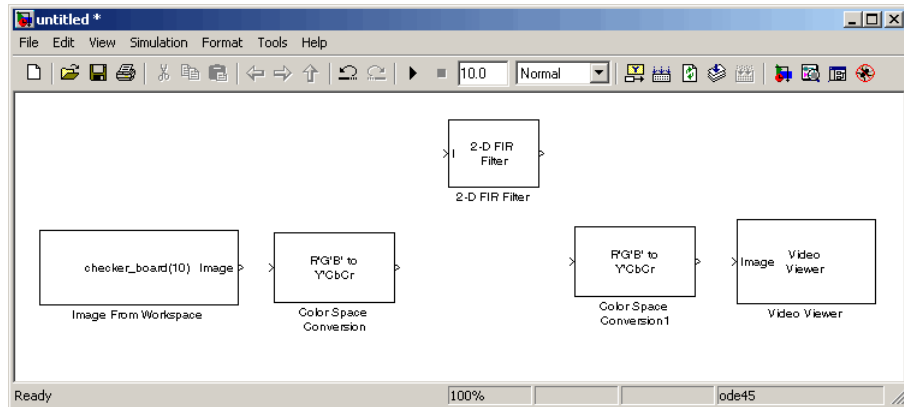 untitled *
File Edit View Simulation Format Tools Help
10.0 Normal
2-D FIR
Filter
I
2-D FIR Filter
checker_board(10) Image
Image From Workspace
R'G'B' to
Y'CbCr
Color Space
Conversion
R'G'B' to
Y'CbCr
Color Space
Conversion1
Image Video
Viewer
Video Viewer
Ready 100% ode45